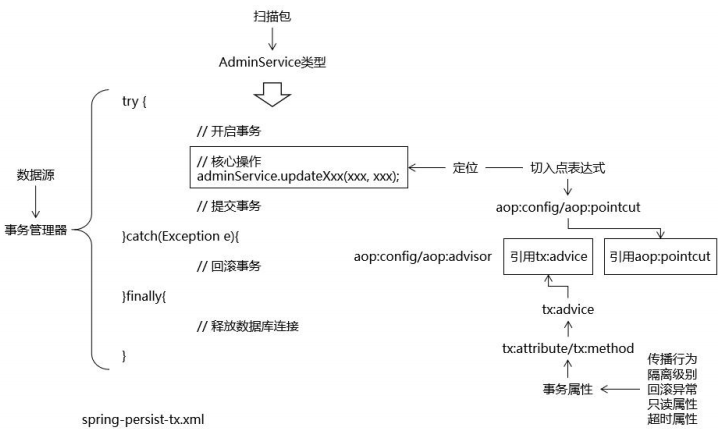 扫描包
AdminService类型
try {
// 开启事务
// 核心操作
adminService.updateXxx(xxx, xxx);
定位
切入点表达式
数据源
// 提交事务
aop:config/aop:pointcut
事务管理器
}catch(Exception e){
aop:config/aop:advisor
引用tx:advice
引用aop:pointcut
// 回滚事务
}finally{
tx:advice
// 释放数据库连接
tx:attribute/tx:method
}
传播行为
隔离级别
事务属性
回滚异常
只读属性
超时属性
spring-persist-tx.xml